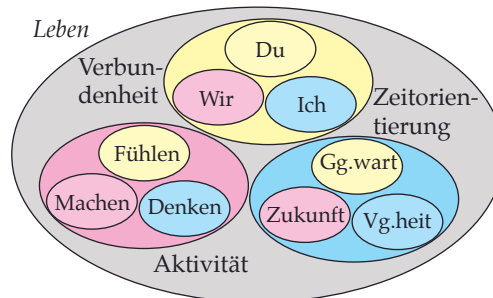 Leben
Du
Verbun-
denheit
Wir
Ich
Zeitorien-
tierung
Fühlen
Gg.wart
Machen
Denken
Zukunft
Vg.heit
Aktivität